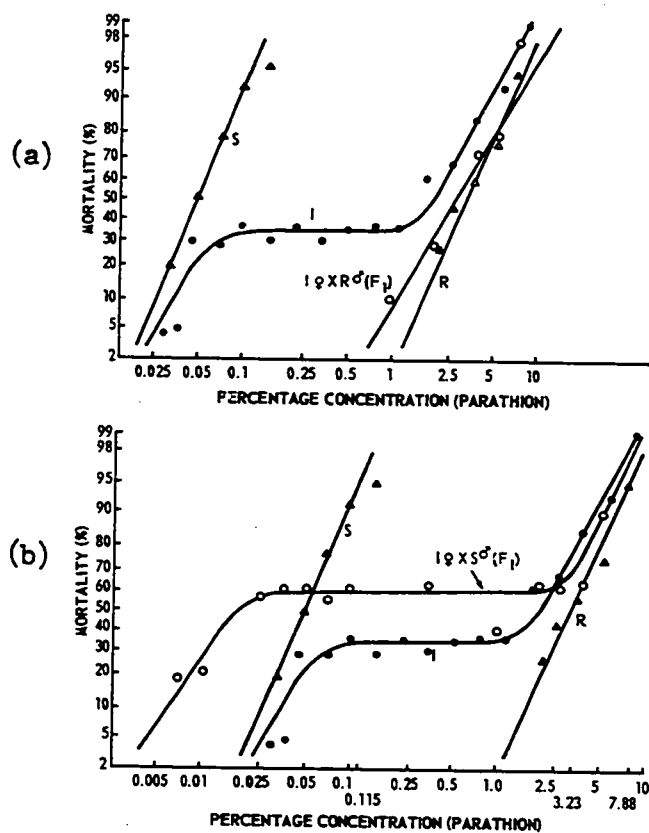 (a)
MORTALITY (%)
99
98
95
90
80
70
60
50
40
30
20
10
5
2
S
I
I ♀ X R ♂ (F1)
R
0.025 0.05 0.1 0.25 0.5 1 2.5 5 10
PERCENTAGE CONCENTRATION (PARATHION)
(b)
MORTALITY (%)
99
98
95
90
80
70
60
50
40
30
20
10
5
2
S
I ♀ X S ♂ (F1)
I
R
0.005 0.01 0.025 0.05 0.1 0.25 0.5 1.0 2.5 5 10
0.115 3.23 7.88
PERCENTAGE CONCENTRATION (PARATHION)